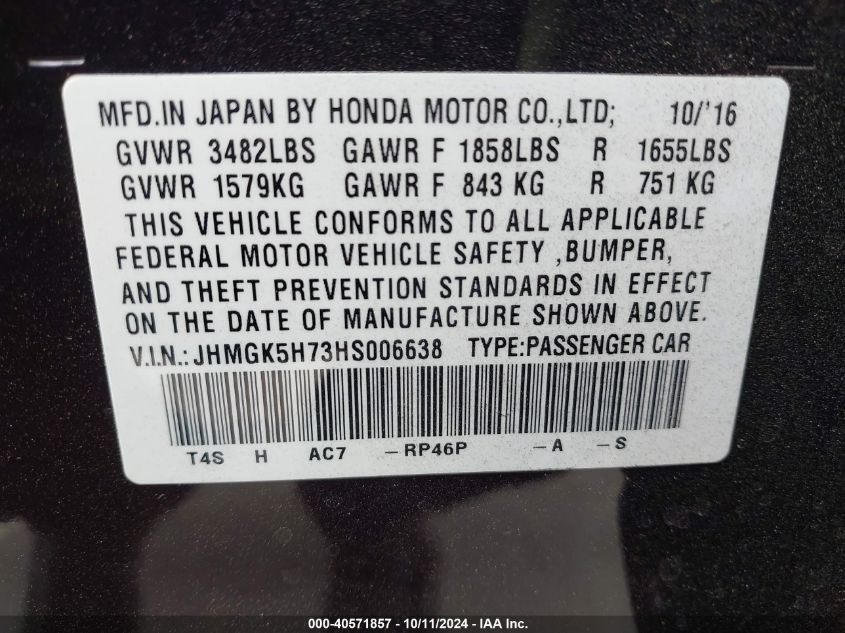 MFD.IN JAPAN BY HONDA MOTOR CO.,LTD; 10/'16
GVWR 3482LBS GAWR F 1858LBS R 1655LBS
GVWR 1579KG GAWR F 843 KG R 751 KG
THIS VEHICLE CONFORMS TO ALL APPLICABLE
FEDERAL MOTOR VEHICLE SAFETY ,BUMPER,
AND THEFT PREVENTION STANDARDS IN EFFECT
ON THE DATE OF MANUFACTURE SHOWN ABOVE.
V.I.N.: JHMGK5H73HS006638 TYPE:PASSENGER CAR
T4S H AC7 -RP46P -A -S
000-40571857 - 10/11/2024 - IAA Inc.